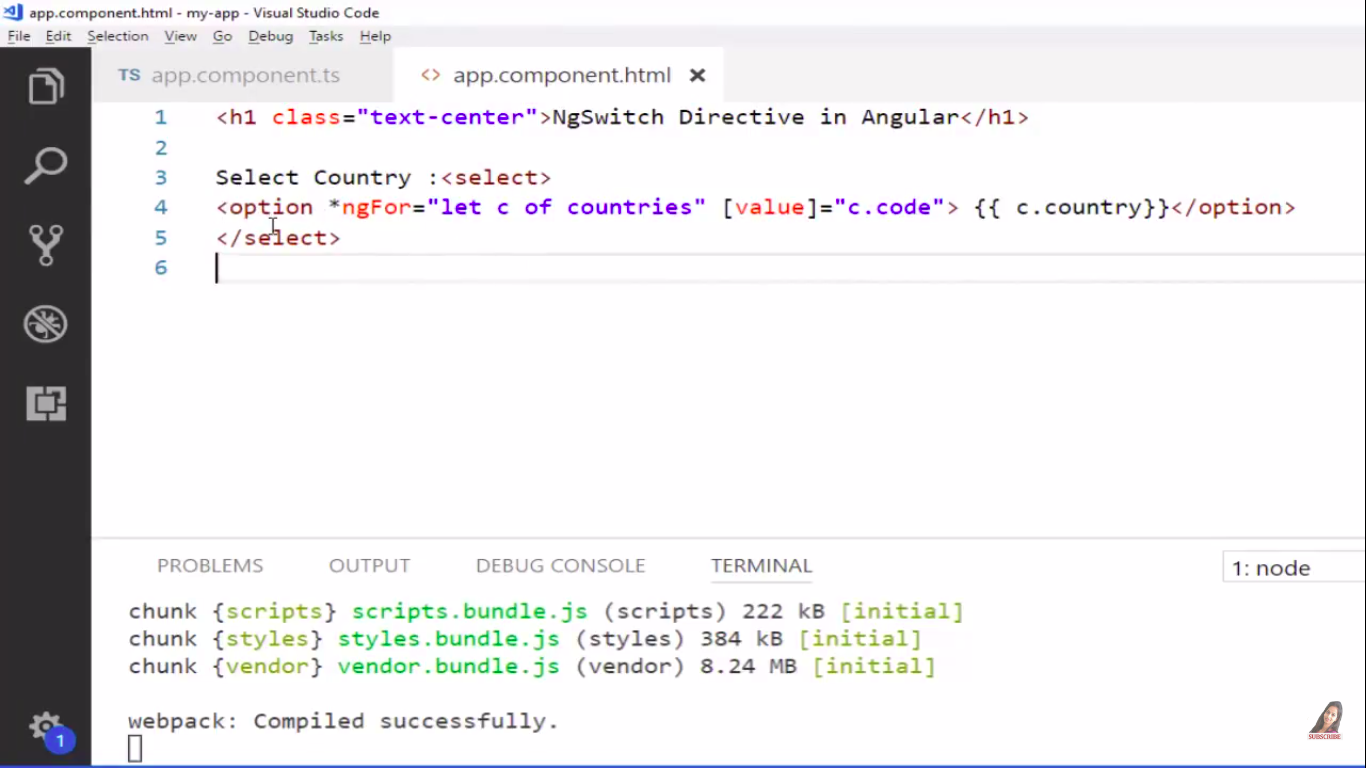 app.component.html - my-app - Visual Studio Code
File Edit Selection View Go Debug Tasks Help
TS app.component.ts <> app.component.html ×
1 <h1 class="text-center">NgSwitch Directive in Angular</h1>
2
3 Select Country :<select>
4 <option *ngFor="let c of countries" [value]="c.code"> {{ c.country}}</option>
5 </select>
6
PROBLEMS OUTPUT DEBUG CONSOLE TERMINAL 1: node
chunk {scripts} scripts.bundle.js (scripts) 222 kB [initial]
chunk {styles} styles.bundle.js (styles) 384 kB [initial]
chunk {vendor} vendor.bundle.js (vendor) 8.24 MB [initial]
webpack: Compiled successfully.
1
SUBSCRIBE